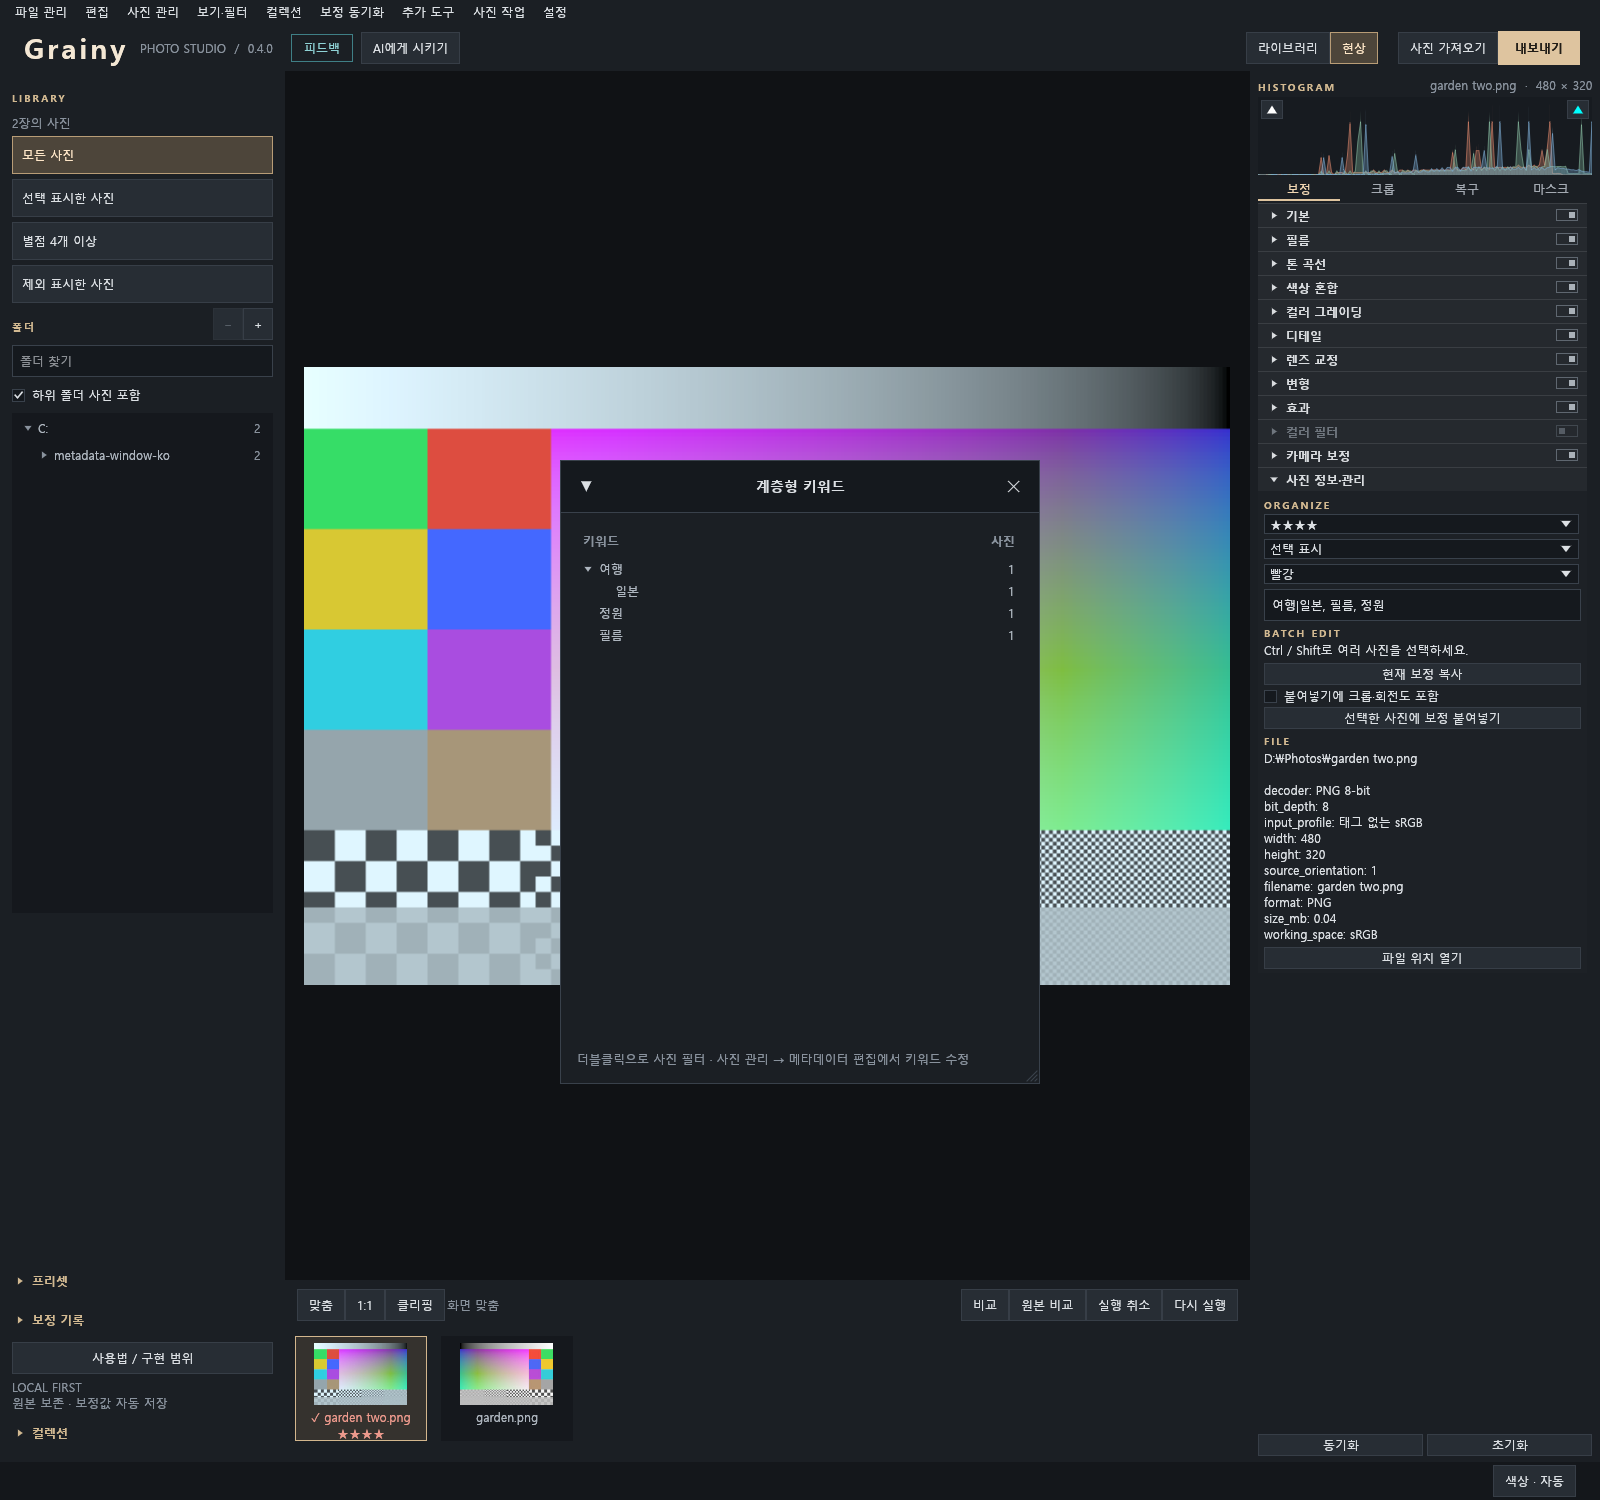 파일 관리 편집 사진 관리 보기·필터 컬렉션 보정 동기화 추가 도구 사진 작업 설정
Grainy PHOTO STUDIO / 0.4.0 피드백 AI에게 시키기 라이브러리 현상 사진 가져오기 내보내기
LIBRARY
2장의 사진
모든 사진
선택 표시한 사진
별점 4개 이상
제외 표시한 사진
폴더 − +
폴더 찾기
하위 폴더 사진 포함
C: 2
metadata-window-ko 2
프리셋
보정 기록
사용법 / 구현 범위
LOCAL FIRST
원본 보존 · 보정값 자동 저장
컬렉션
계층형 키워드
키워드 사진
여행 1
일본 1
정원 1
필름 1
더블클릭으로 사진 필터 · 사진 관리 → 메타데이터 편집에서 키워드 수정
맞춤 1:1 클리핑 화면 맞춤 비교 원본 비교 실행 취소 다시 실행
✓ garden two.png
★★★★
garden.png
HISTOGRAM garden two.png · 480 × 320
보정 크롭 복구 마스크
기본
필름
톤 곡선
색상 혼합
컬러 그레이딩
디테일
렌즈 교정
변형
효과
컬러 필터
카메라 보정
사진 정보·관리
ORGANIZE
★★★★
선택 표시
빨강
여행|일본, 필름, 정원
BATCH EDIT
Ctrl / Shift로 여러 사진을 선택하세요.
현재 보정 복사
붙여넣기에 크롭·회전도 포함
선택한 사진에 보정 붙여넣기
FILE
D:₩Photos₩garden two.png
decoder: PNG 8-bit
bit_depth: 8
input_profile: 태그 없는 sRGB
width: 480
height: 320
source_orientation: 1
filename: garden two.png
format: PNG
size_mb: 0.04
working_space: sRGB
파일 위치 열기
동기화 초기화
색상 · 자동